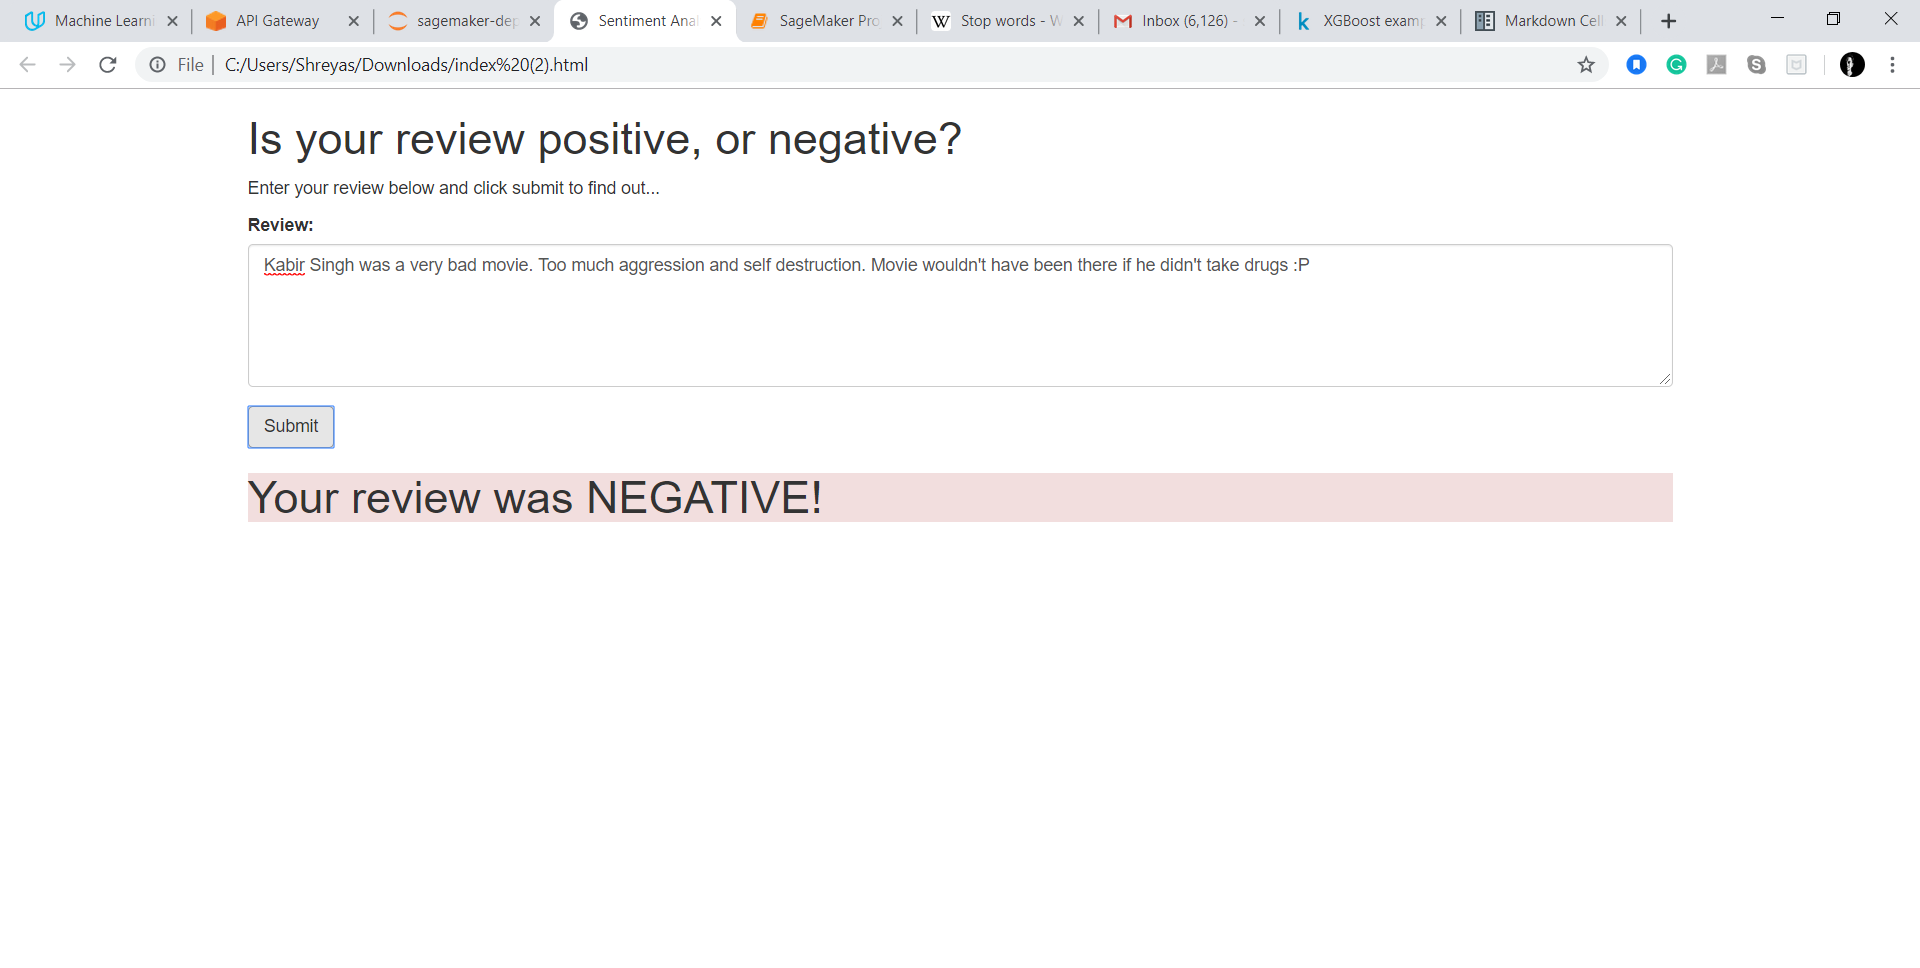 Machine Learni
API Gateway
sagemaker-dep
Sentiment Anal
SageMaker Pro
W Stop words - W
Inbox (6,126) -
k XGBoost examp
Markdown Cell
File C:/Users/Shreyas/Downloads/index%20(2).html
Is your review positive, or negative?
Enter your review below and click submit to find out...
Review:
Kabir Singh was a very bad movie. Too much aggression and self destruction. Movie wouldn't have been there if he didn't take drugs :P
Submit
Your review was NEGATIVE!